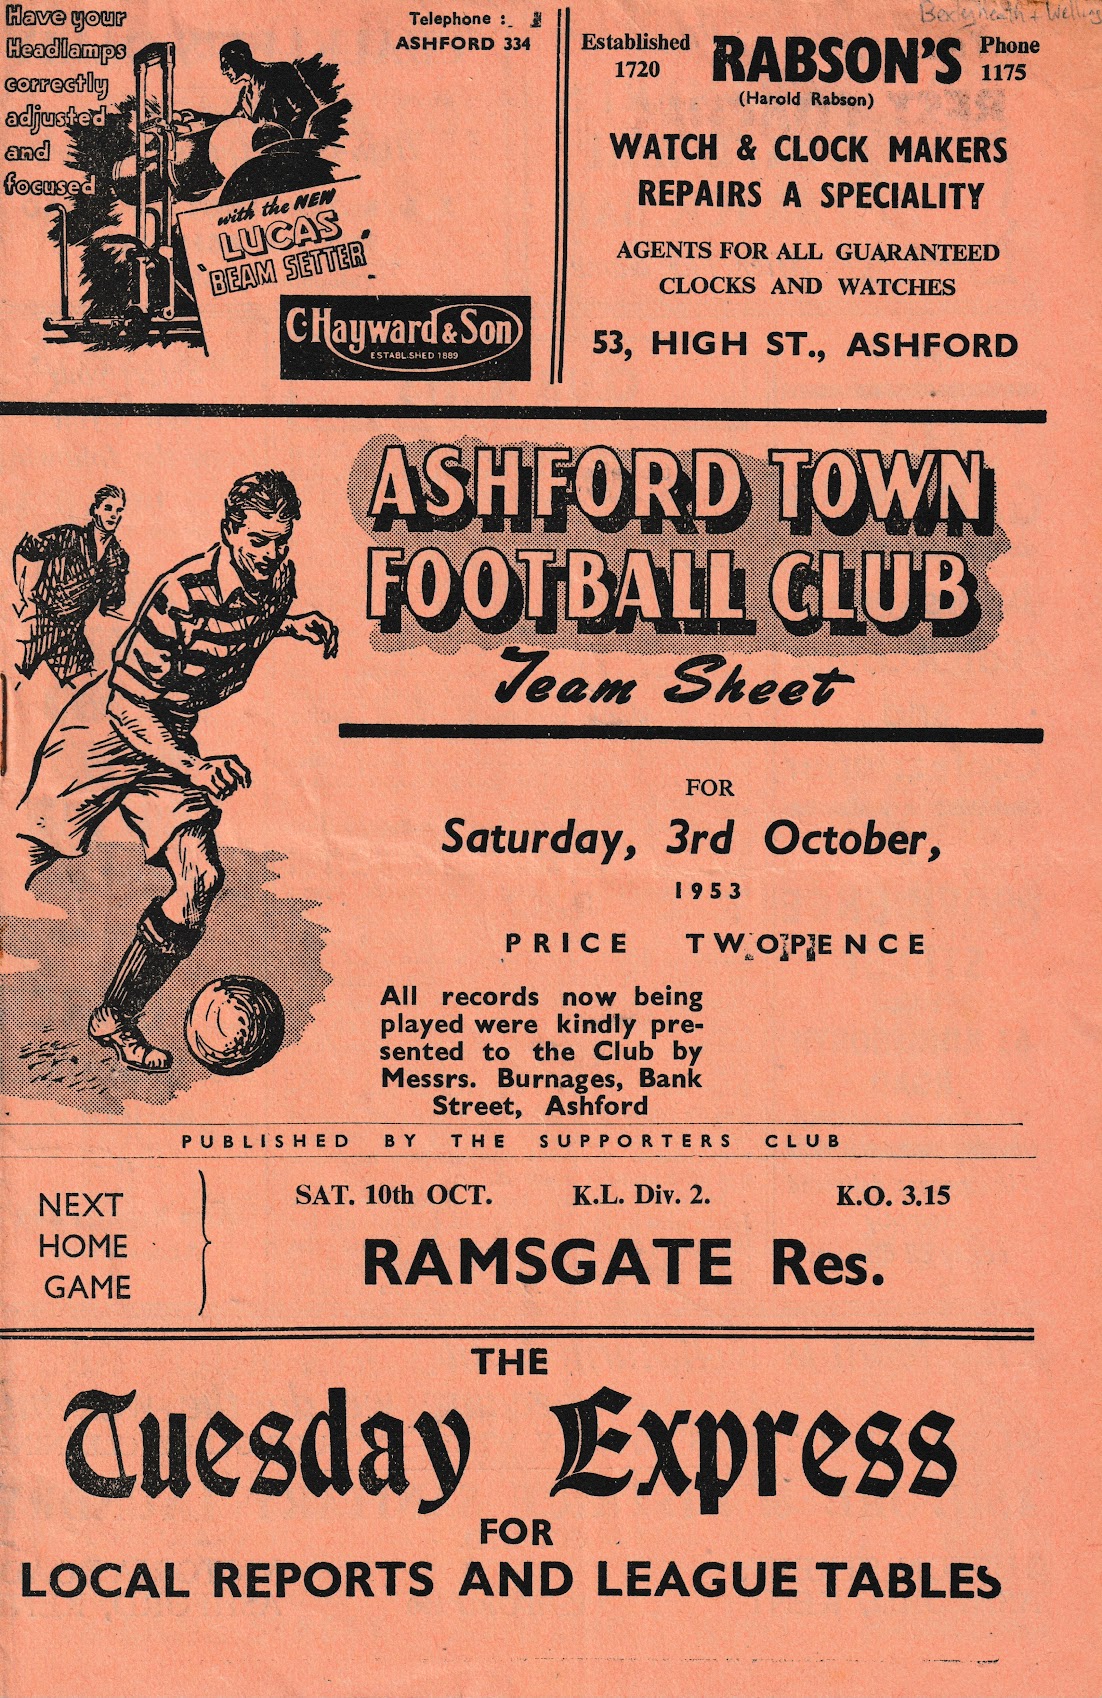 Have your
Headlamps
correctly
adjusted
and
focused
with the NEW
LUCAS
'BEAM SETTER'
Telephone :
ASHFORD 334
C. Hayward & Son
ESTABLISHED 1889
Bexleyheath + Welling
Established
1720
RABSON'S
Phone
1175
(Harold Rabson)
WATCH & CLOCK MAKERS
REPAIRS A SPECIALITY
AGENTS FOR ALL GUARANTEED
CLOCKS AND WATCHES
53, HIGH ST., ASHFORD
ASHFORD TOWN
FOOTBALL CLUB
Team Sheet
FOR
Saturday, 3rd October,
1953
PRICE TWOPENCE
All records now being
played were kindly pre-
sented to the Club by
Messrs. Burnages, Bank
Street, Ashford
PUBLISHED BY THE SUPPORTERS CLUB
NEXT
HOME
GAME
SAT. 10th OCT. K.L. Div. 2. K.O. 3.15
RAMSGATE Res.
THE
Tuesday Express
FOR
LOCAL REPORTS AND LEAGUE TABLES